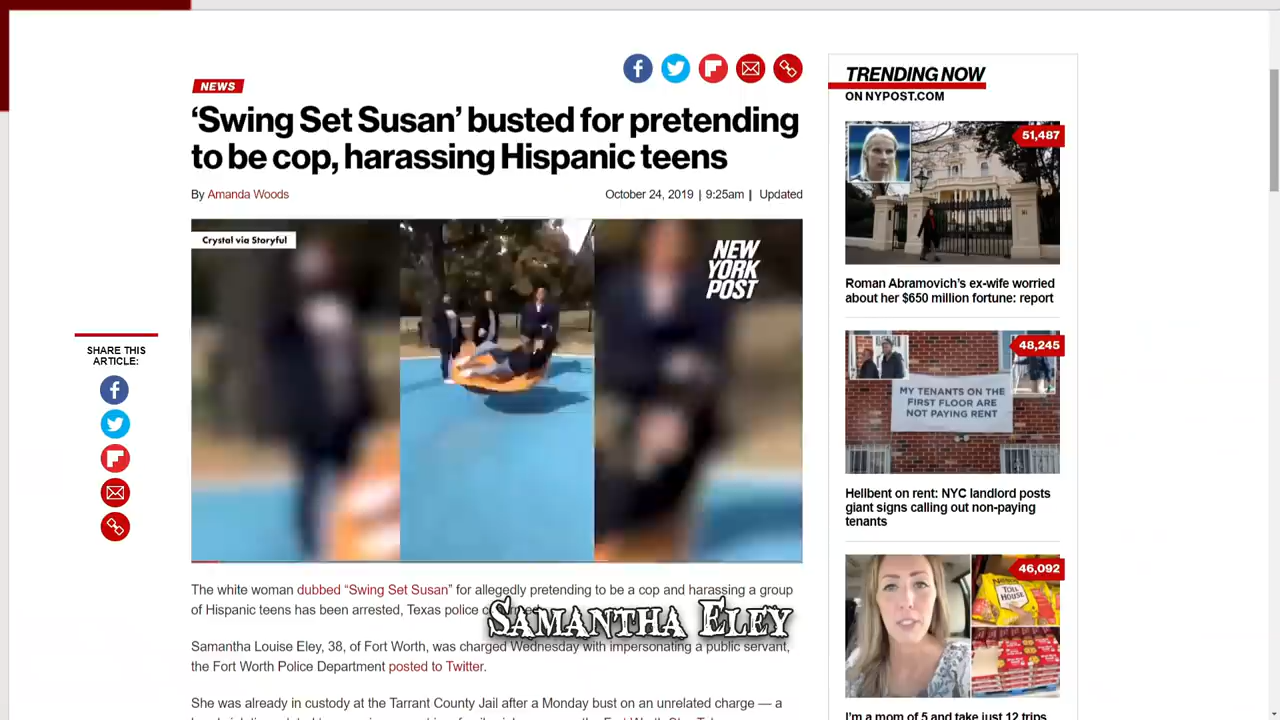 NEWS
'Swing Set Susan' busted for pretending
to be cop, harassing Hispanic teens
By Amanda Woods
October 24, 2019 | 9:25am | Updated
Crystal via Storyful
NEW
YORK
POST
SHARE THIS
ARTICLE:
The white woman dubbed "Swing Set Susan" for allegedly pretending to be a cop and harassing a group
of Hispanic teens has been arrested, Texas police
SAMANTHA ELEY
Samantha Louise Eley, 38, of Fort Worth, was charged Wednesday with impersonating a public servant,
the Fort Worth Police Department posted to Twitter.
She was already in custody at the Tarrant County Jail after a Monday bust on an unrelated charge — a
TRENDING NOW
ON NYPOST.COM
51,487
Roman Abramovich's ex-wife worried
about her $650 million fortune: report
48,245
MY TENANTS ON THE
FIRST FLOOR ARE
NOT PAYING RENT
Hellbent on rent: NYC landlord posts
giant signs calling out non-paying
tenants
46,092
TOLL
HOUSE
I'm a mom of 5 and take just 12 trips